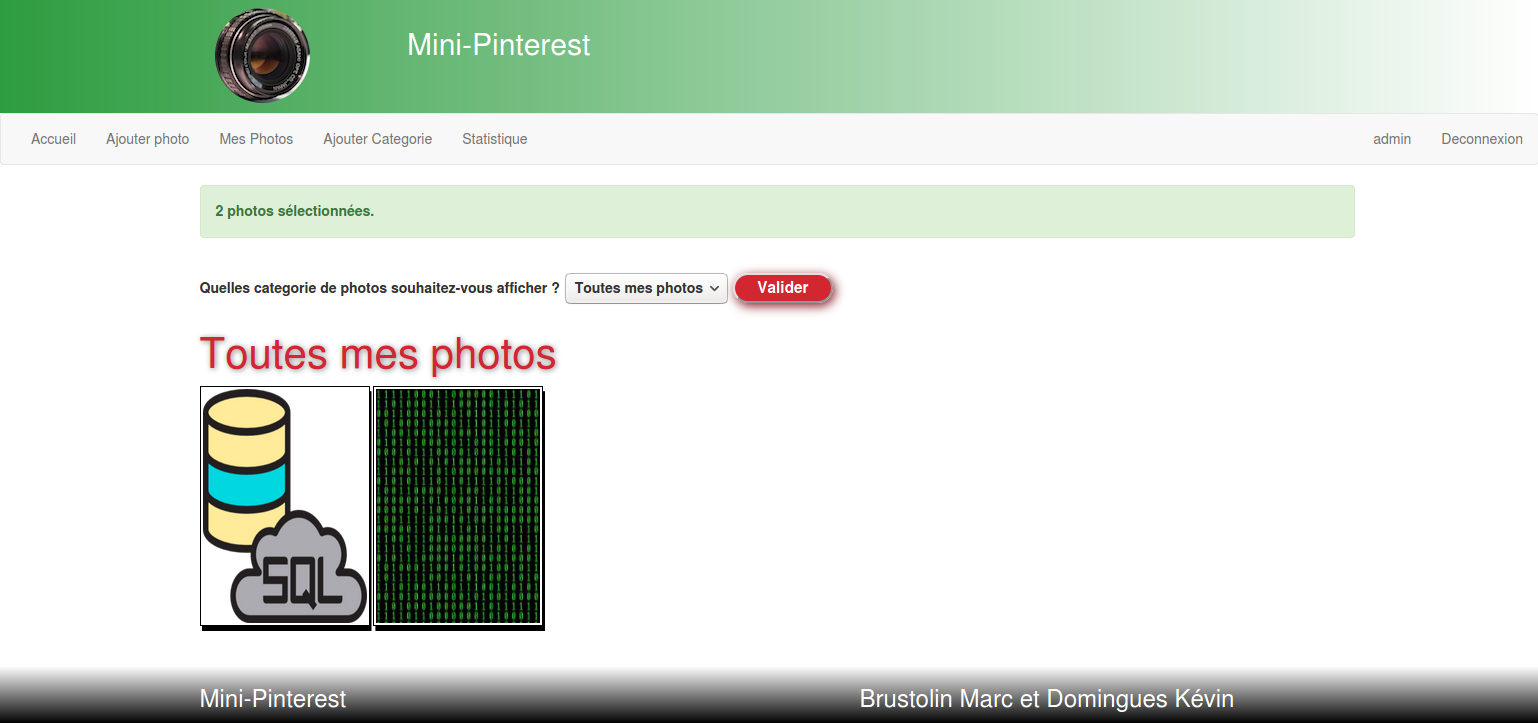 Mini-Pinterest
Accueil Ajouter photo Mes Photos Ajouter Categorie Statistique admin Deconnexion
2 photos sélectionnées.
Quelles categorie de photos souhaitez-vous afficher ? Toutes mes photos Valider
Toutes mes photos
SQL
Mini-Pinterest Brustolin Marc et Domingues Kévin